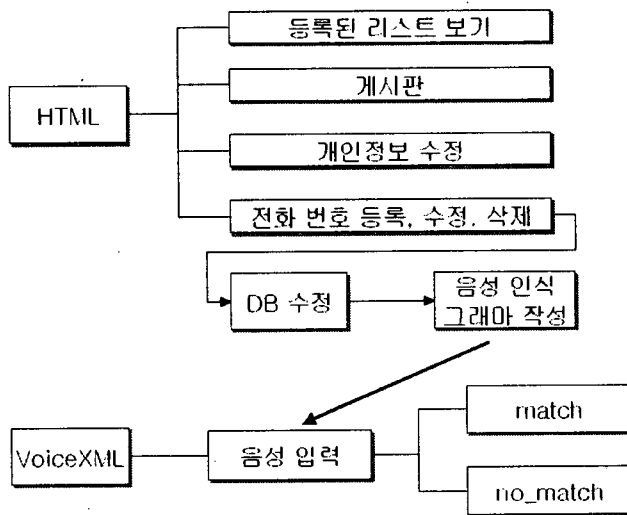 등록된 리스트 보기
게시판
HTML
개인정보 수정
전화 번호 등록, 수정, 삭제
DB 수정
음성 인식
그래마 작성
match
VoiceXML
음성 입력
no_match